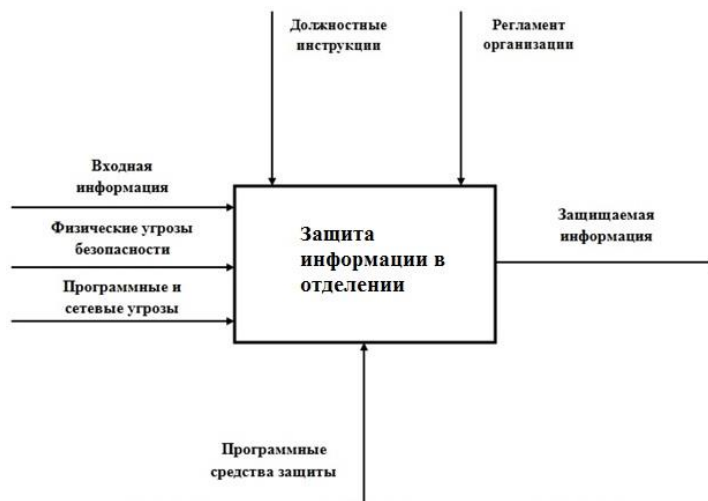 Должностные
инструкции
Регламент
организации
Входная
информация
Физические угрозы
безопасности
Программные и
сетевые угрозы
Защита
информации в
отделении
Защищаемая
информация
Программные
средства защиты